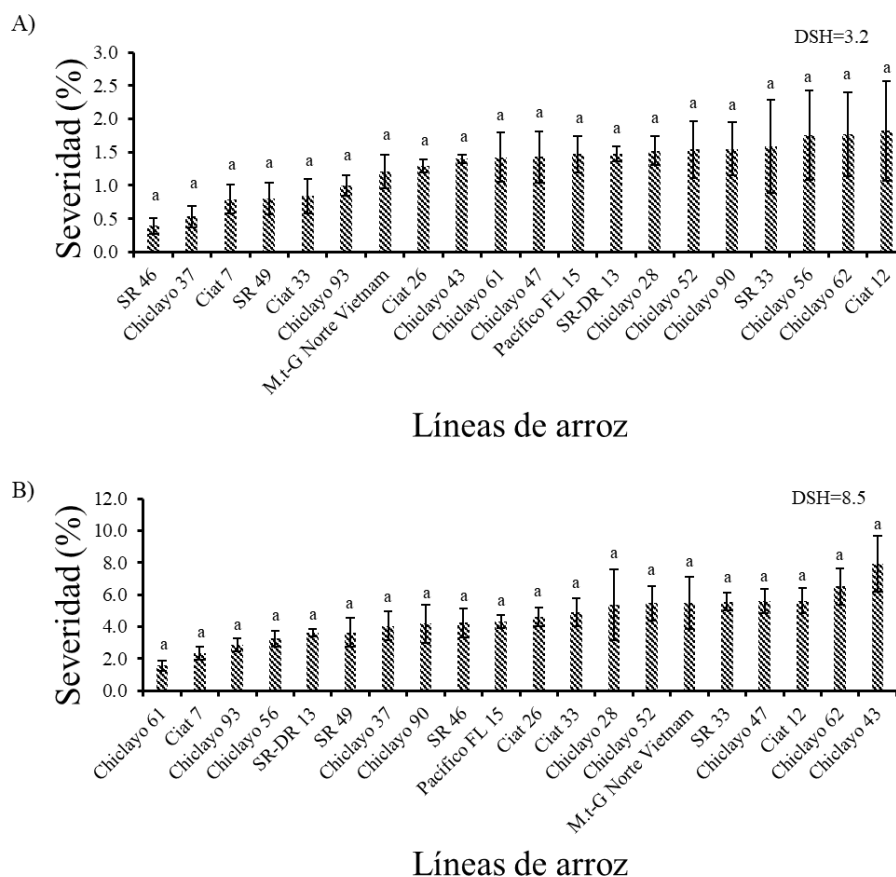 A)
DSH=3.2
Severidad (%)
3.0
2.5
2.0
1.5
1.0
0.5
0.0
a a a a a a a a a a a a a a a a a a a a
SR 46
Chiclayo 37
Ciat 7
SR 49
Ciat 33
Chiclayo 93
M.t-G Norte Vietnam
Ciat 26
Chiclayo 43
Chiclayo 61
Chiclayo 47
Pacífico FL 15
SR-DR 13
Chiclayo 28
Chiclayo 52
Chiclayo 90
SR 33
Chiclayo 56
Chiclayo 62
Ciat 12
Líneas de arroz
B)
DSH=8.5
Severidad (%)
12.0
10.0
8.0
6.0
4.0
2.0
0.0
a a a a a a a a a a a a a a a a a a a a
Chiclayo 61
Ciat 7
Chiclayo 93
Chiclayo 56
SR-DR 13
SR 49
Chiclayo 37
Chiclayo 90
SR 46
Pacífico FL 15
Ciat 26
Ciat 33
Chiclayo 28
Chiclayo 52
M.t-G Norte Vietnam
SR 33
Chiclayo 47
Ciat 12
Chiclayo 62
Chiclayo 43
Líneas de arroz